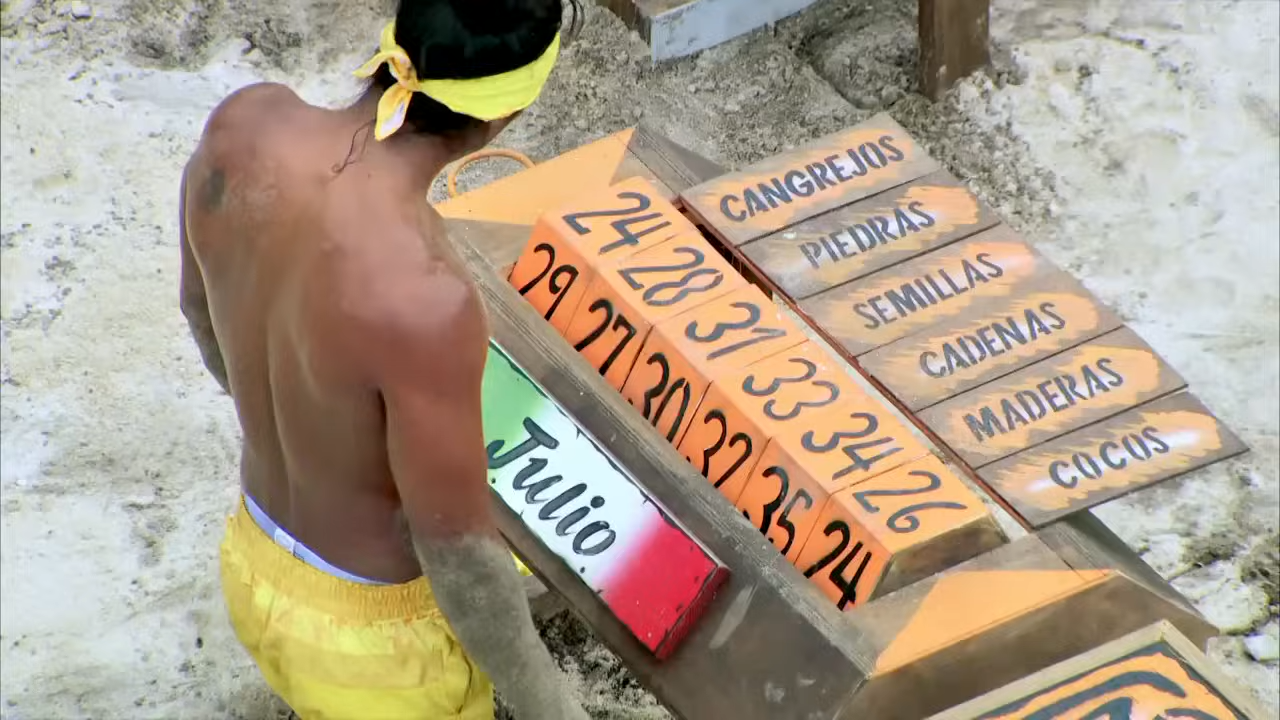 CANGREJOS
PIEDRAS
SEMILLAS
CADENAS
MADERAS
COCOS
24 28 31 33 34 26
29 27 30 32 35 24
Julio